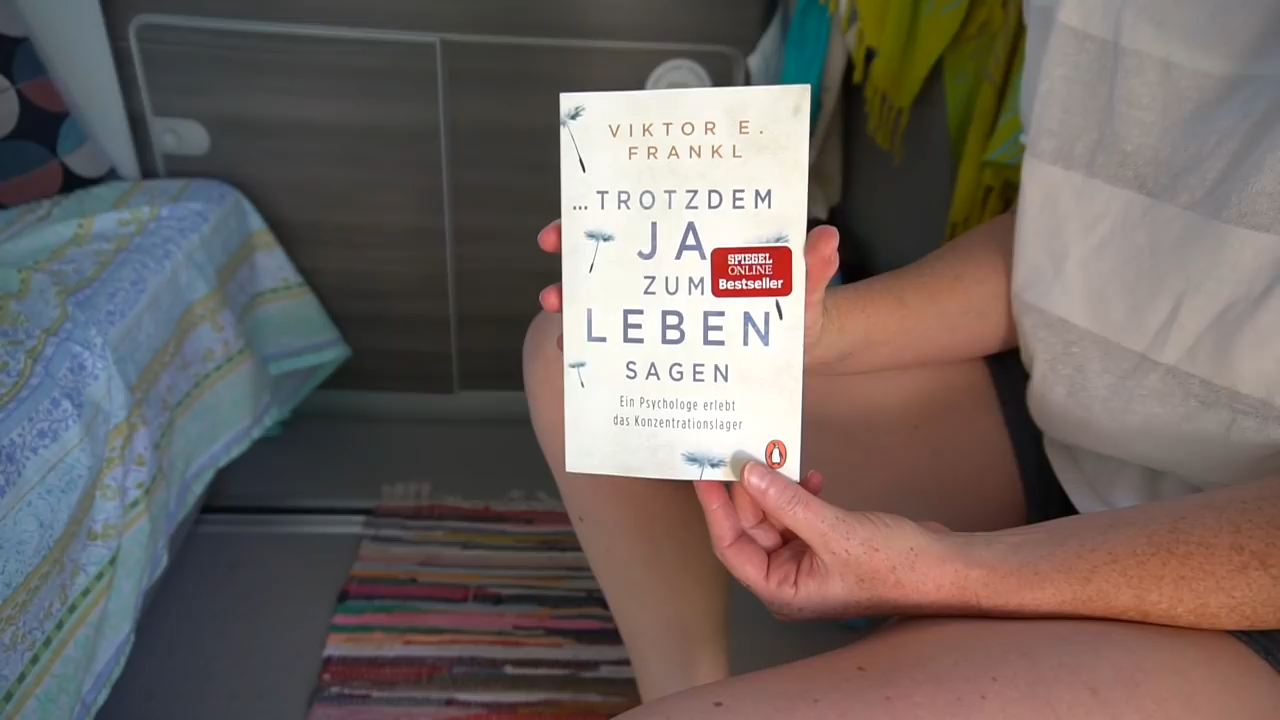 VIKTOR E.
FRANKL
...TROTZDEM
JA
ZUM
LEBEN
SAGEN
SPIEGEL
ONLINE
Bestseller
Ein Psychologe erlebt
das Konzentrationslager